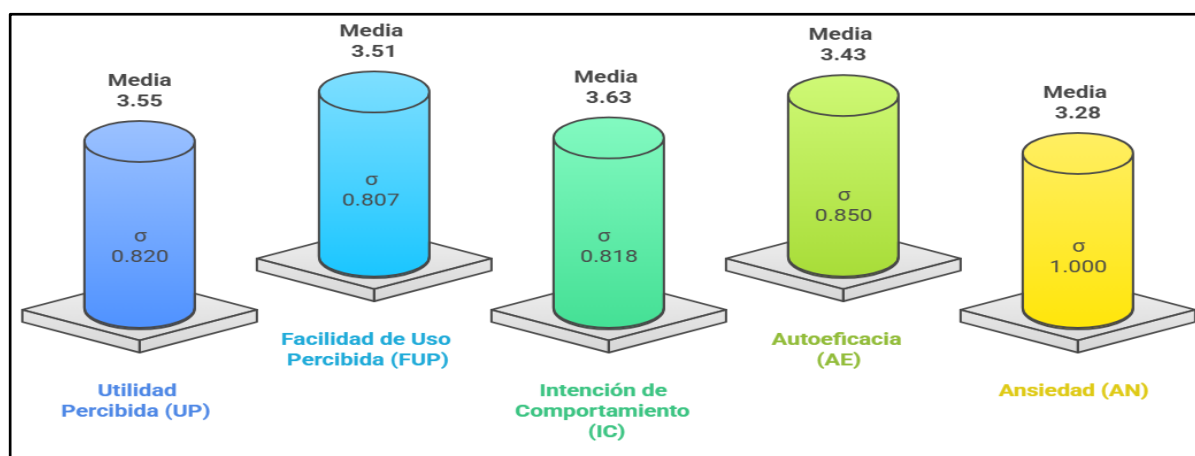 Media
3.55
σ
0.820
Utilidad
Percibida (UP)
Media
3.51
σ
0.807
Facilidad de Uso
Percibida (FUP)
Media
3.63
σ
0.818
Intención de
Comportamiento
(IC)
Media
3.43
σ
0.850
Autoeficacia
(AE)
Media
3.28
σ
1.000
Ansiedad (AN)